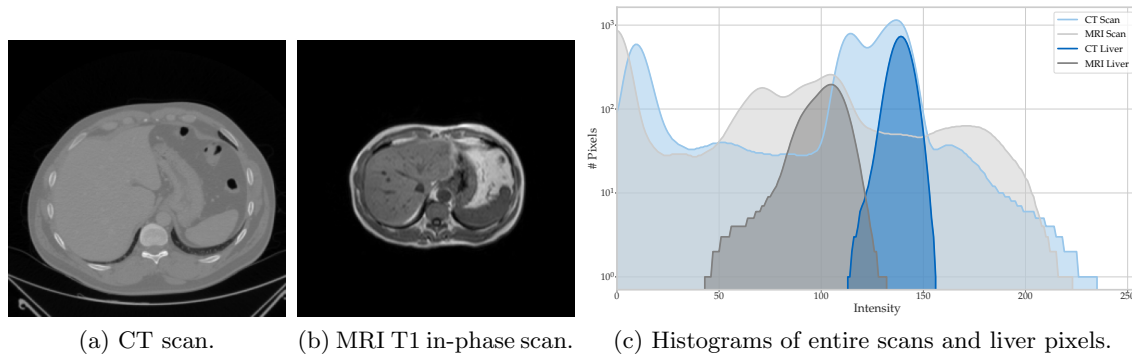 10³
10²
10¹
10⁰
# Pixels
CT Scan
MRI Scan
CT Liver
MRI Liver
0 50 100 150 200 250
Intensity
(a) CT scan.
(b) MRI T1 in-phase scan.
(c) Histograms of entire scans and liver pixels.